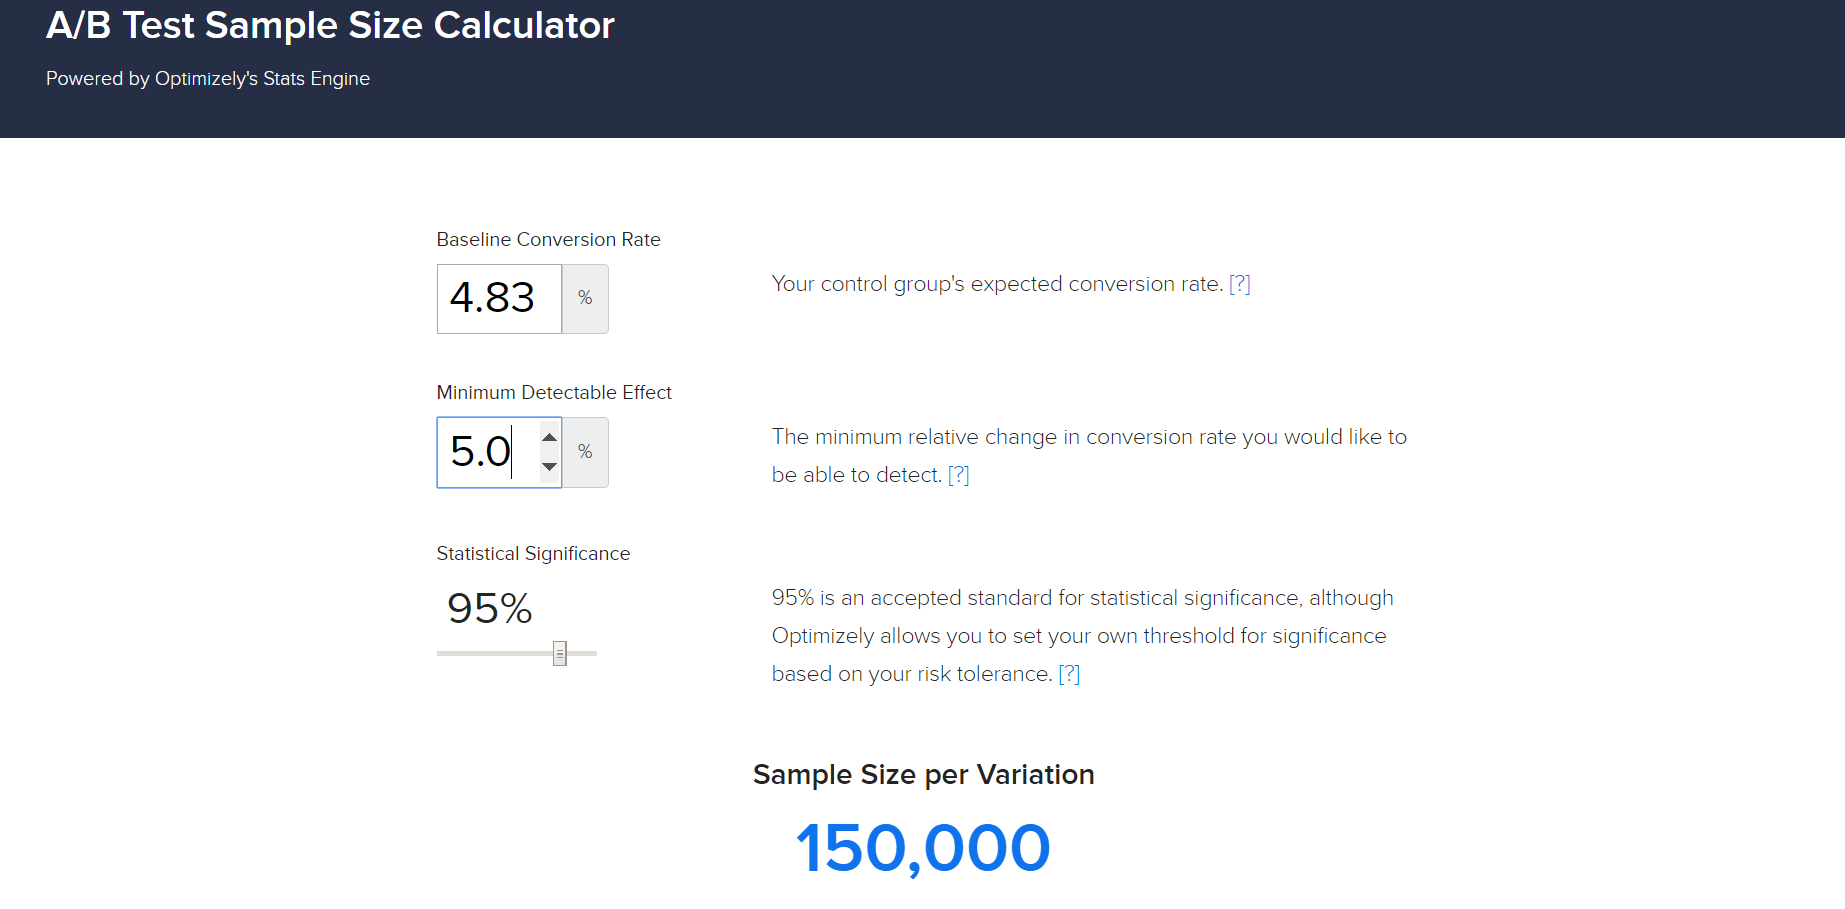 A/B Test Sample Size Calculator
Powered by Optimizely's Stats Engine
Baseline Conversion Rate
4.83 %
Your control group's expected conversion rate. [?]
Minimum Detectable Effect
5.0 %
The minimum relative change in conversion rate you would like to
be able to detect. [?]
Statistical Significance
95%
95% is an accepted standard for statistical significance, although
Optimizely allows you to set your own threshold for significance
based on your risk tolerance. [?]
Sample Size per Variation
150,000